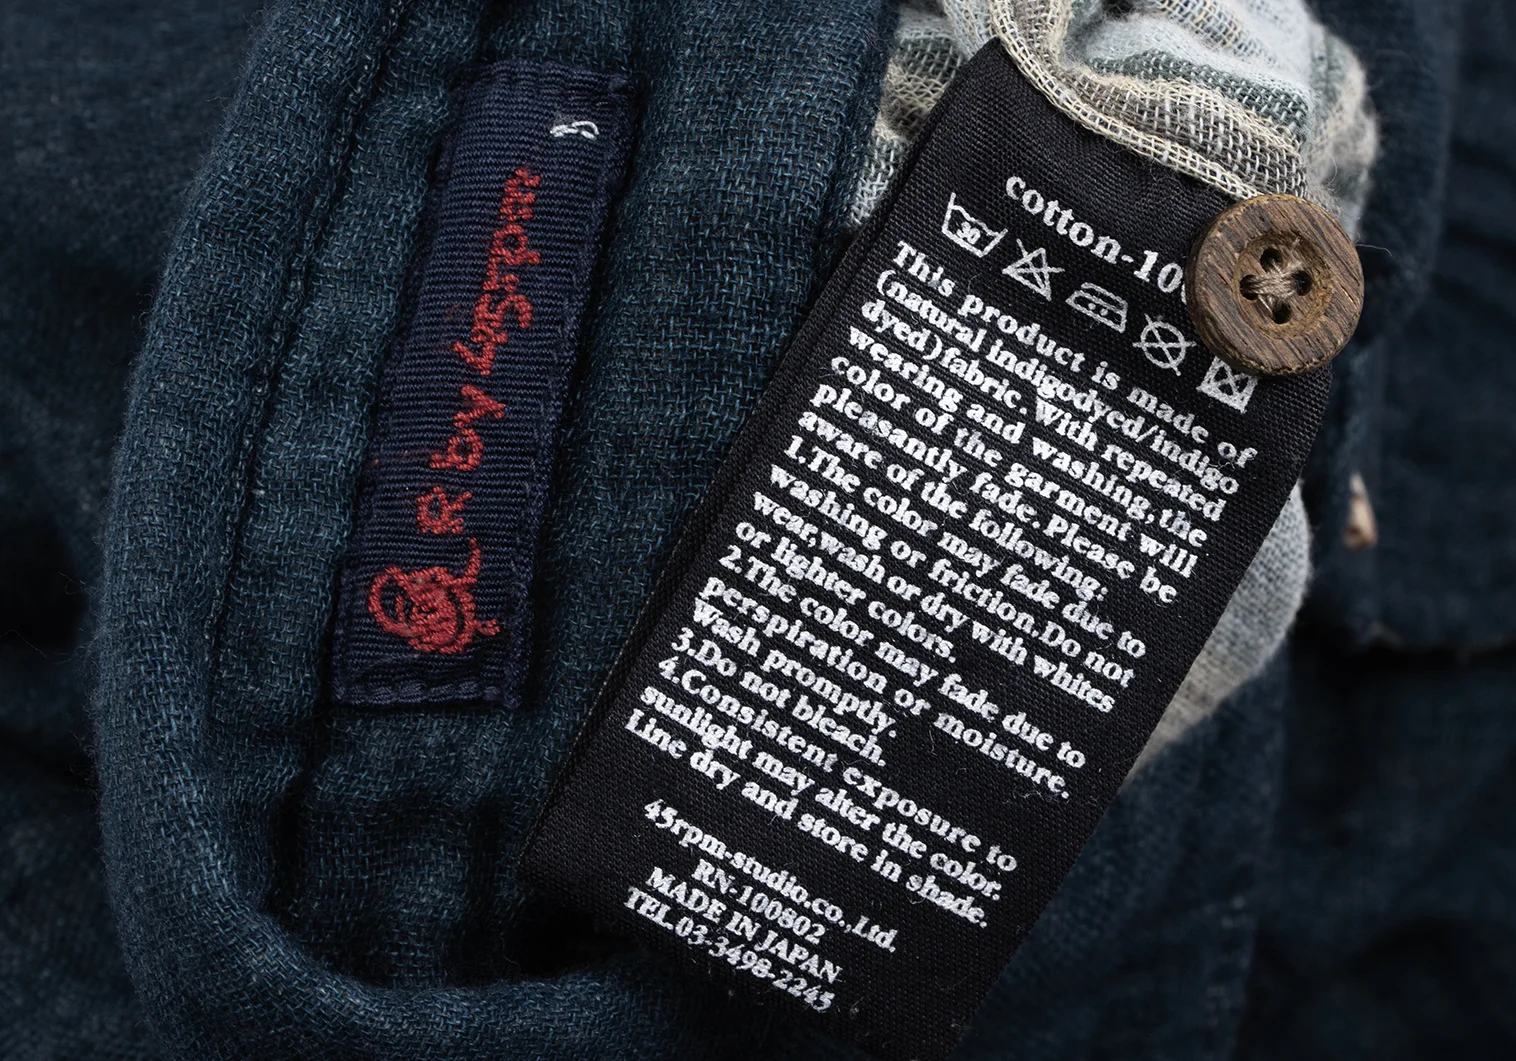 R by 45rpm
cotton-10
30
This product is made of
(natural indigodyed/indigo
dyed)fabric. With repeated
wearing and washing,the
color of the garment will
pleasantly fade. Please be
aware of the following:
1.The color may fade due to
washing or friction.Do not
wear,wash or dry with whites
or lighter colors.
2.The color may fade due to
perspiration or moisture.
Wash promptly.
3.Do not bleach.
4.Consistent exposure to
sunlight may alter the color.
Line dry and store in shade.
45rpm-studio.co.,Ltd.
RN-100802
MADE IN JAPAN
TEL.03-3498-2245